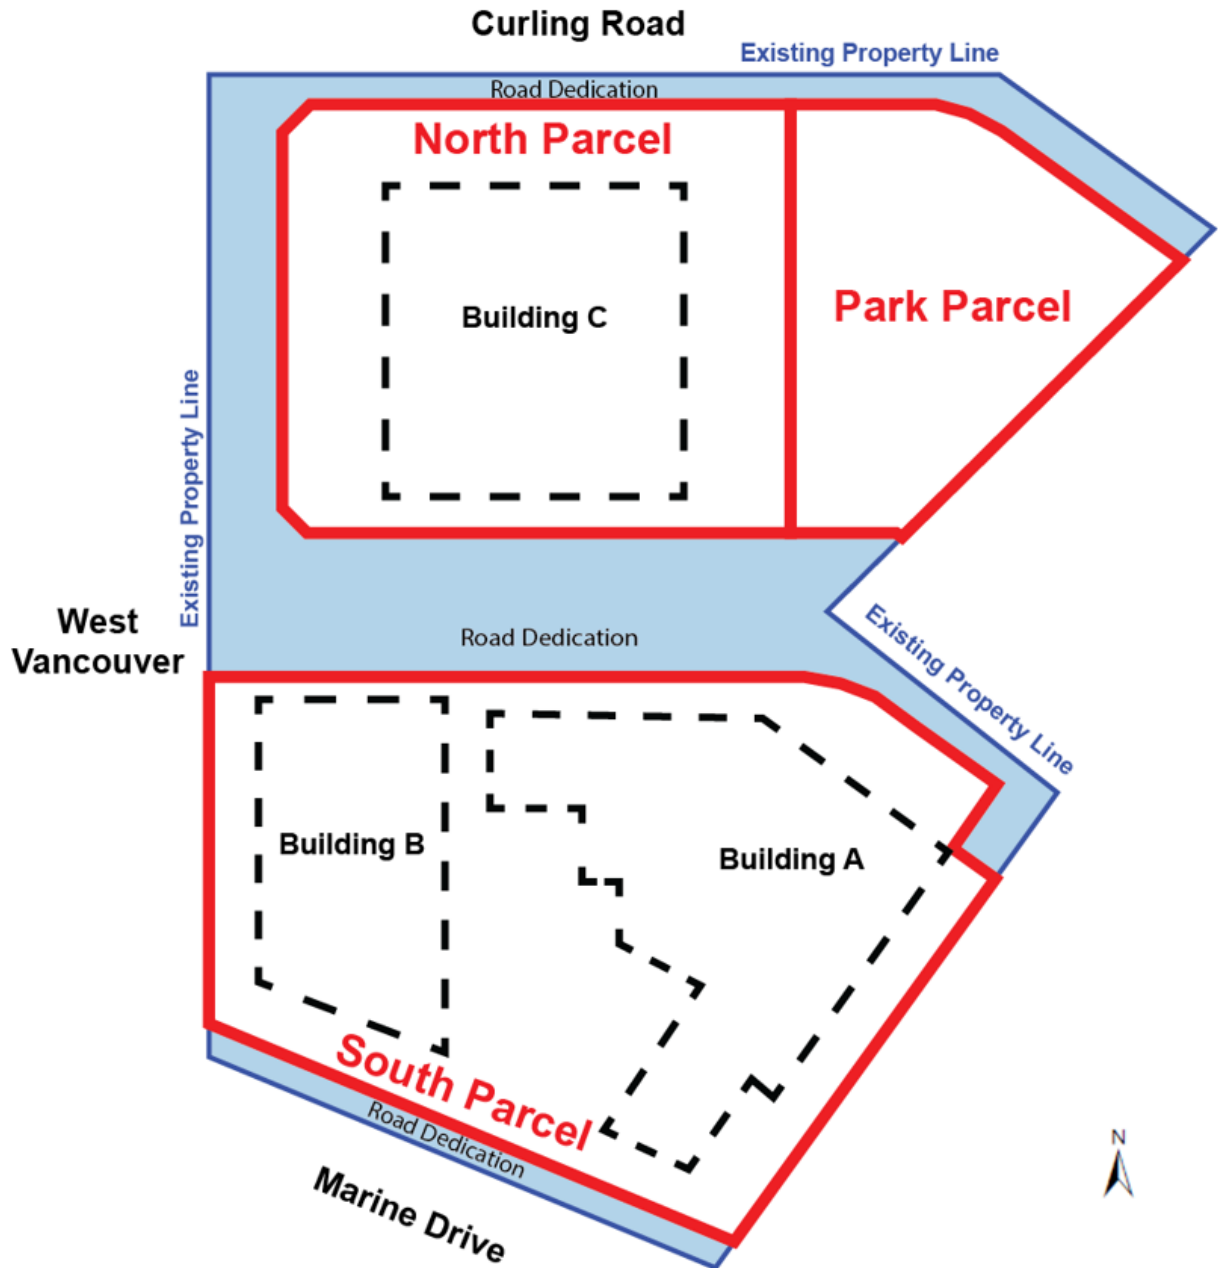 Curling Road
Existing Property Line
Road Dedication
North Parcel
Building C
Park Parcel
Existing Property Line
West
Vancouver
Road Dedication
Existing Property Line
Building B
Building A
South Parcel
Road Dedication
Marine Drive
N